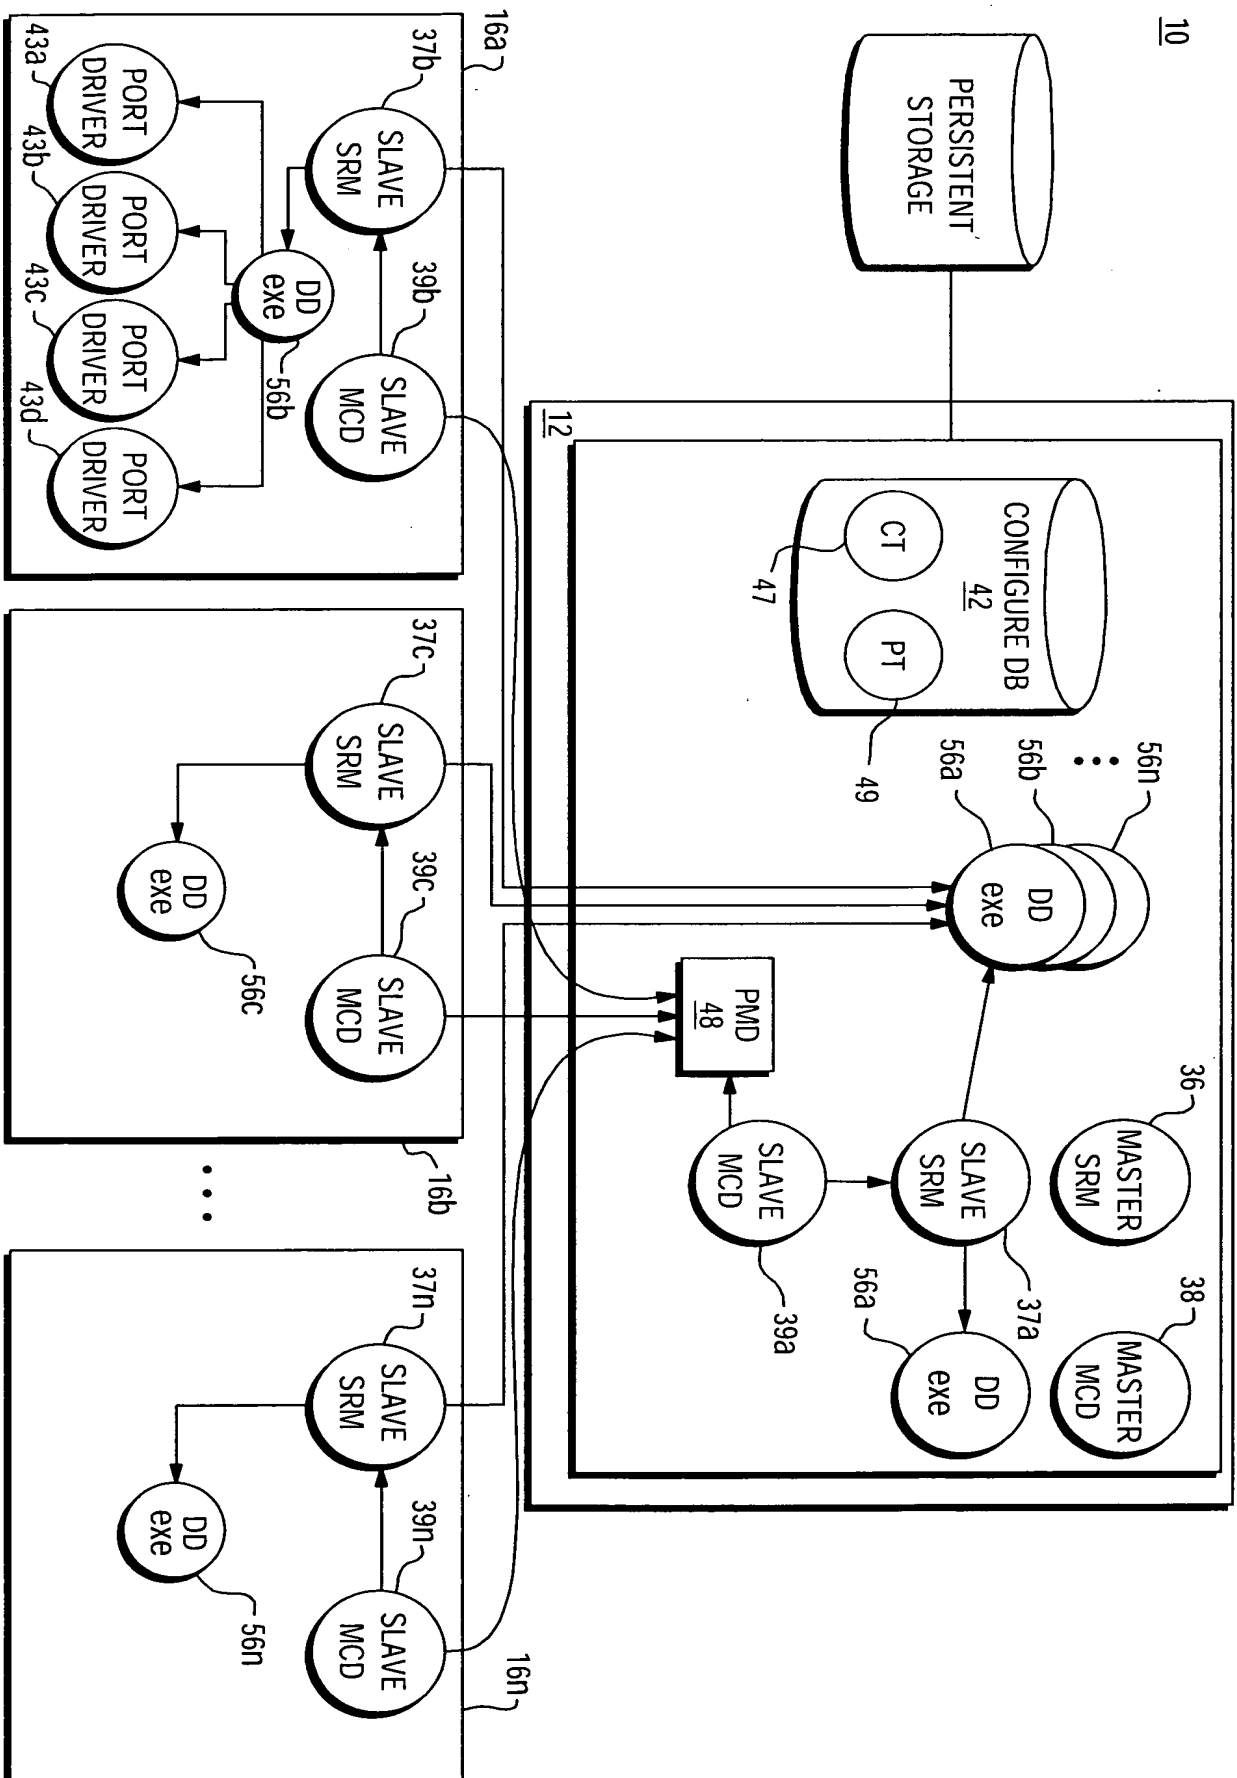 10
PERSISTENT
STORAGE
12
CONFIGURE DB
42
CT
47
PT
49
56n
56b
56a
DD
exe
36
MASTER
SRM
38
MASTER
MCD
SLAVE
SRM
37a
56a
DD
exe
SLAVE
MCD
39a
PMD
48
16a
37b
SLAVE
SRM
39b
SLAVE
MCD
DD
exe
56b
43a
PORT
DRIVER
43b
PORT
DRIVER
43c
PORT
DRIVER
43d
PORT
DRIVER
16b
37c
SLAVE
SRM
39c
SLAVE
MCD
DD
exe
56c
16n
37n
SLAVE
SRM
39n
SLAVE
MCD
DD
exe
56n